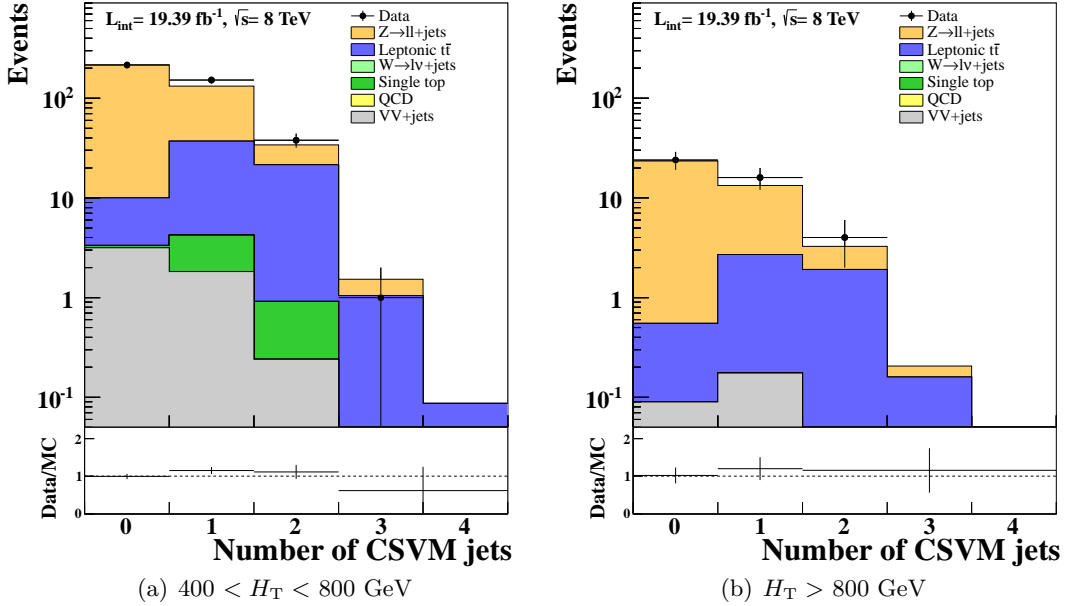 Events
L_int = 19.39 fb⁻¹, √s= 8 TeV
Data
Z→ll+jets
Leptonic tt̄
W→lν+jets
Single top
QCD
VV+jets
10²
10
1
10⁻¹
Data/MC
2
1
0
0 1 2 3 4
Number of CSVM jets
(a) 400 < H_T < 800 GeV
Events
L_int = 19.39 fb⁻¹, √s= 8 TeV
Data
Z→ll+jets
Leptonic tt̄
W→lν+jets
Single top
QCD
VV+jets
10²
10
1
10⁻¹
Data/MC
2
1
0
0 1 2 3 4
Number of CSVM jets
(b) H_T > 800 GeV